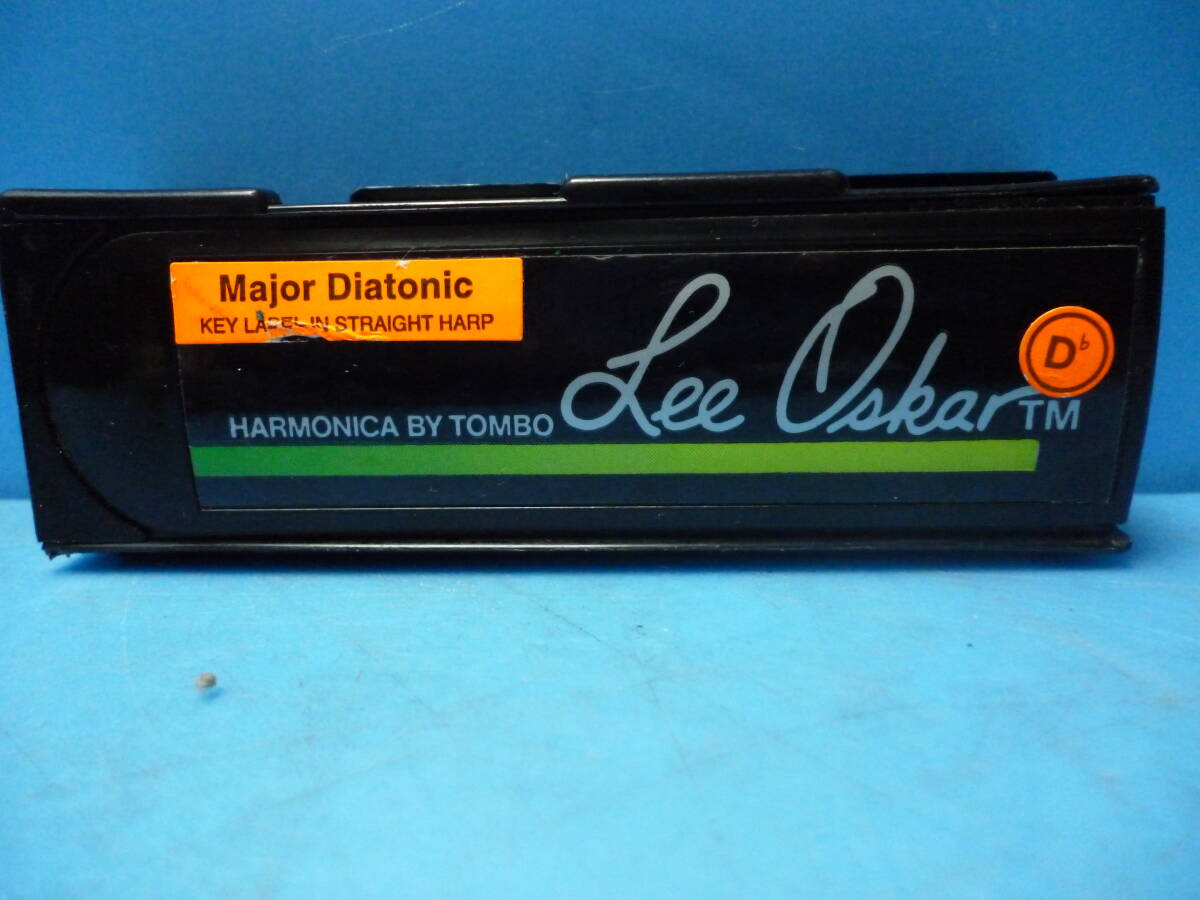 Major Diatonic
KEY LABEL IN STRAIGHT HARP
HARMONICA BY TOMBO Lee Oskar TM
D♭